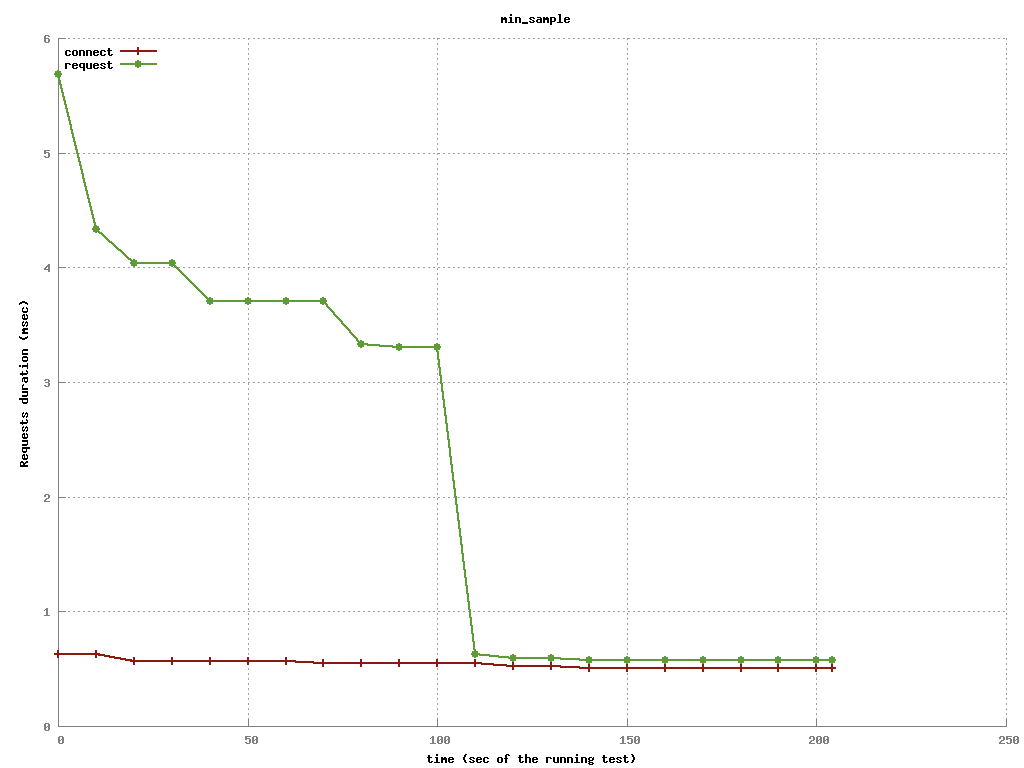 min_sample
6
connect
request
5
4
3
2
1
0
Requests duration (msec)
0 50 100 150 200 250
time (sec of the running test)